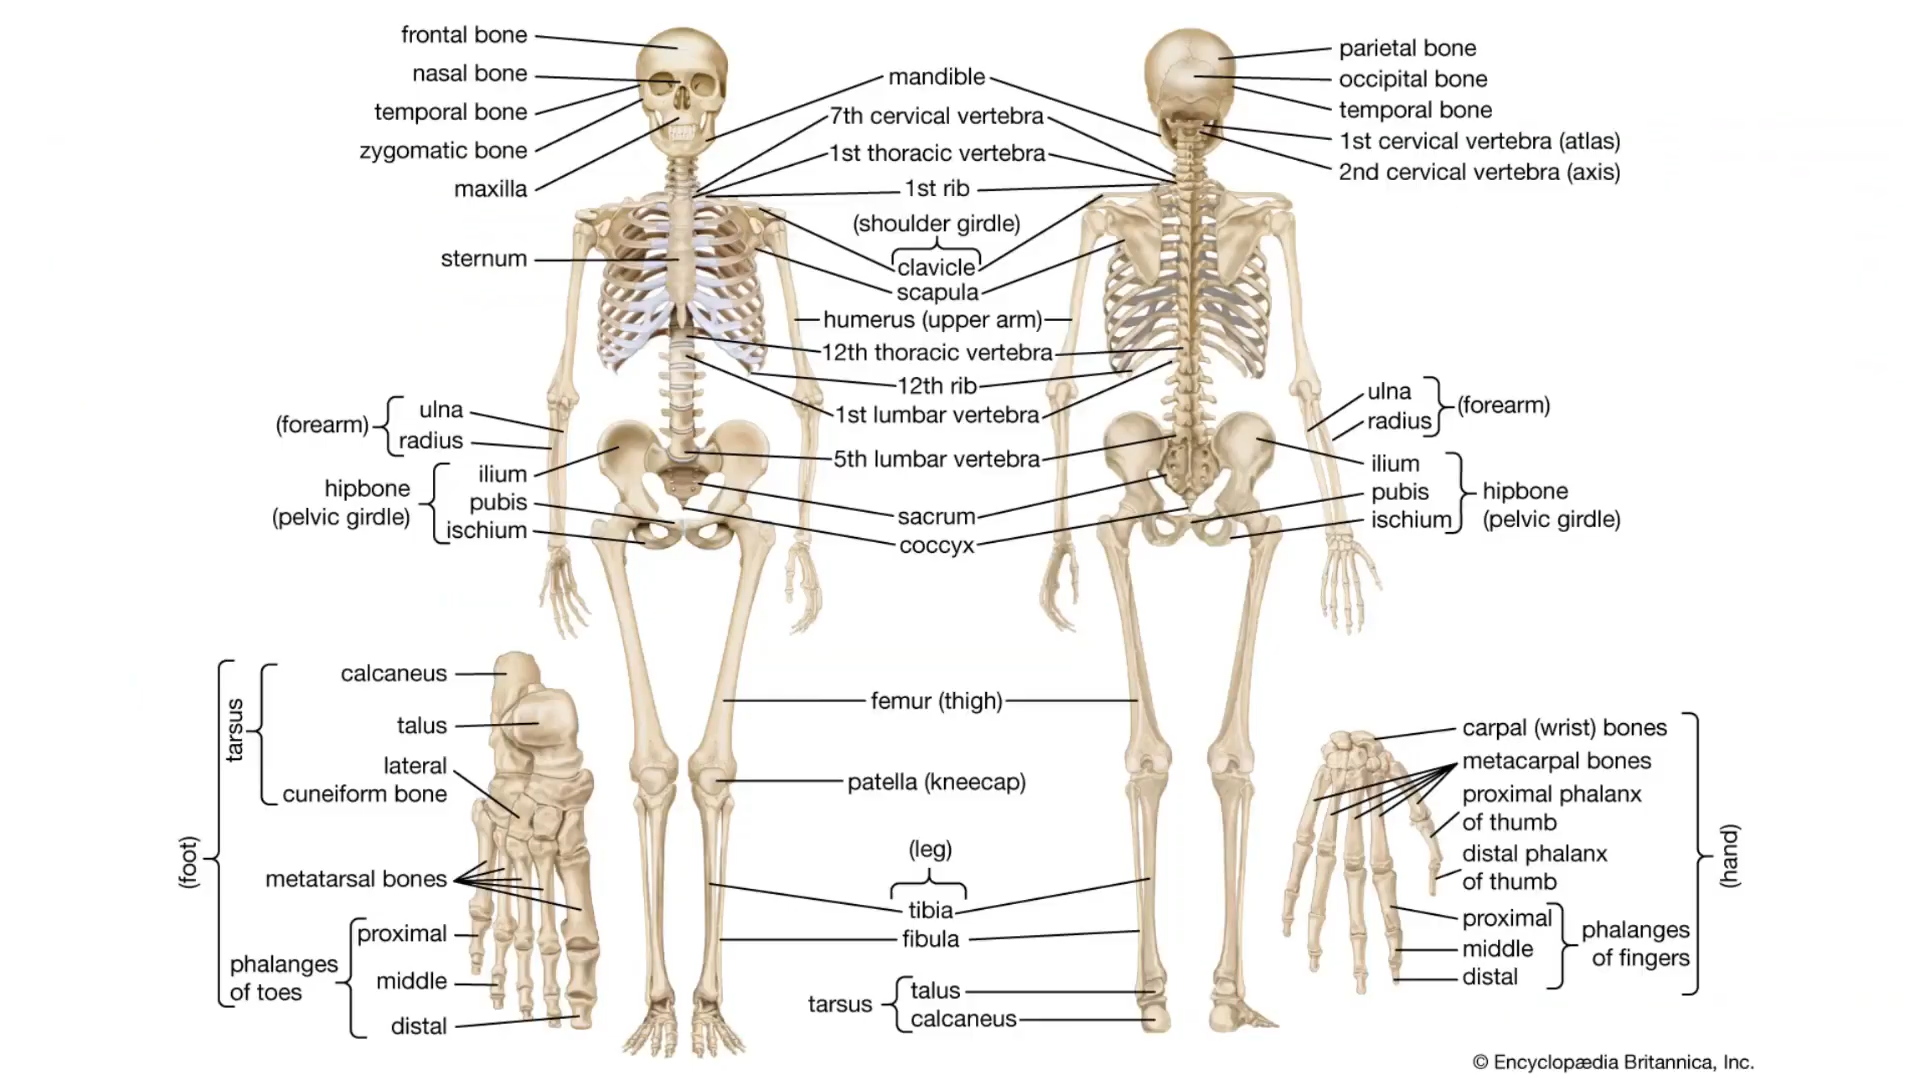 frontal bone
nasal bone
temporal bone
zygomatic bone
maxilla
sternum
(forearm)
ulna
radius
hipbone
(pelvic girdle)
ilium
pubis
ischium
mandible
7th cervical vertebra
1st thoracic vertebra
1st rib
(shoulder girdle)
clavicle
scapula
humerus (upper arm)
12th thoracic vertebra
12th rib
1st lumbar vertebra
5th lumbar vertebra
sacrum
coccyx
parietal bone
occipital bone
temporal bone
1st cervical vertebra (atlas)
2nd cervical vertebra (axis)
ulna
radius
(forearm)
ilium
pubis
ischium
hipbone
(pelvic girdle)
(foot)
tarsus
calcaneus
talus
lateral
cuneiform bone
metatarsal bones
phalanges
of toes
proximal
middle
distal
femur (thigh)
patella (kneecap)
(leg)
tibia
fibula
tarsus
talus
calcaneus
carpal (wrist) bones
metacarpal bones
proximal phalanx
of thumb
distal phalanx
of thumb
proximal
middle
distal
phalanges
of fingers
(hand)
© Encyclopædia Britannica, Inc.